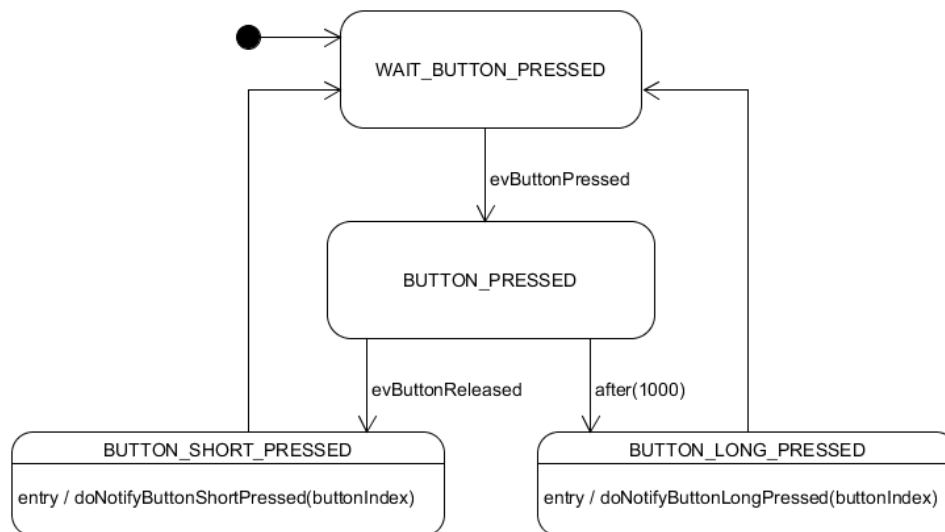 WAIT_BUTTON_PRESSED
evButtonPressed
BUTTON_PRESSED
evButtonReleased
after(1000)
BUTTON_SHORT_PRESSED
entry / doNotifyButtonShortPressed(buttonIndex)
BUTTON_LONG_PRESSED
entry / doNotifyButtonLongPressed(buttonIndex)